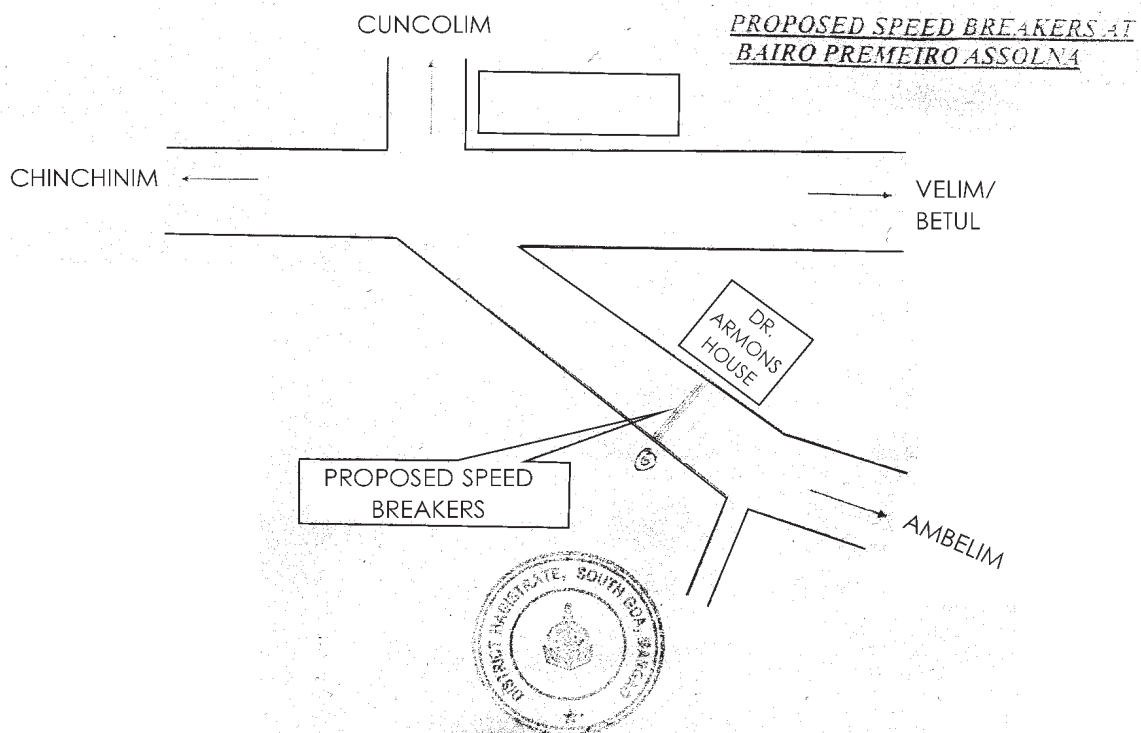 CUNCOLIM
PROPOSED SPEED BREAKERS AT
BAIRO PREMEIRO ASSOLNA
CHINCHINIM
VELIM/
BETUL
DR.
ARMONS
HOUSE
PROPOSED SPEED
BREAKERS
6
AMBELIM
DISTRICT MAGISTRATE, SOUTH GOA, MARGAO